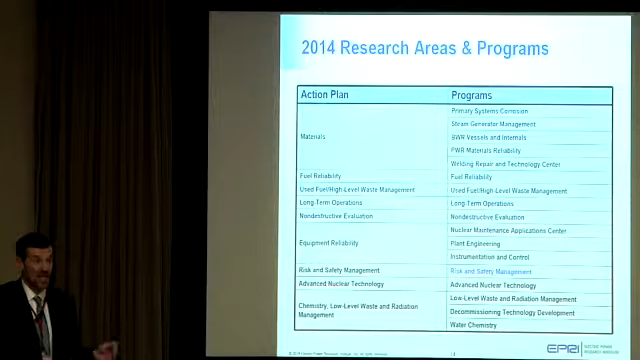 2014 Research Areas & Programs
Action Plan Programs
Materials
Primary Systems Corrosion
Steam Generator Management
BWR Vessels and Internals
PWR Materials Reliability
Welding Repair and Technology Center
Fuel Reliability Fuel Reliability
Used Fuel/High-Level Waste Management Used Fuel/High-Level Waste Management
Long-Term Operations Long-Term Operations
Nondestructive Evaluation Nondestructive Evaluation
Equipment Reliability
Nuclear Maintenance Applications Center
Plant Engineering
Instrumentation and Control
Risk and Safety Management Risk and Safety Management
Advanced Nuclear Technology Advanced Nuclear Technology
Chemistry, Low-Level Waste and Radiation
Management
Low-Level Waste and Radiation Management
Decommissioning Technology Development
Water Chemistry
EPRI
ELECTRIC POWER
RESEARCH INSTITUTE